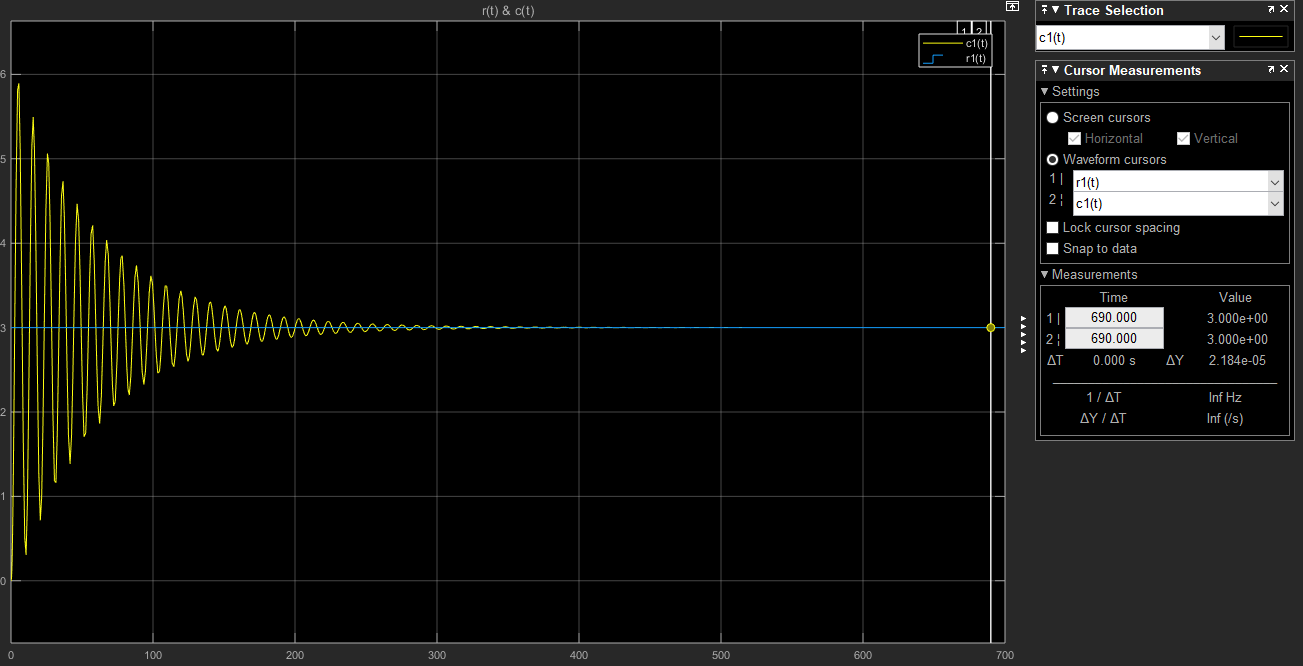 r(t) & c(t)
1 2
c1(t)
r1(t)
6
5
4
3
2
1
0
0 100 200 300 400 500 600 700
Trace Selection
c1(t)
Cursor Measurements
Settings
Screen cursors
Horizontal Vertical
Waveform cursors
1 | r1(t)
2 ¦ c1(t)
Lock cursor spacing
Snap to data
Measurements
Time Value
1 | 690.000 3.000e+00
2 ¦ 690.000 3.000e+00
ΔT 0.000 s ΔY 2.184e-05
1 / ΔT Inf Hz
ΔY / ΔT Inf (/s)